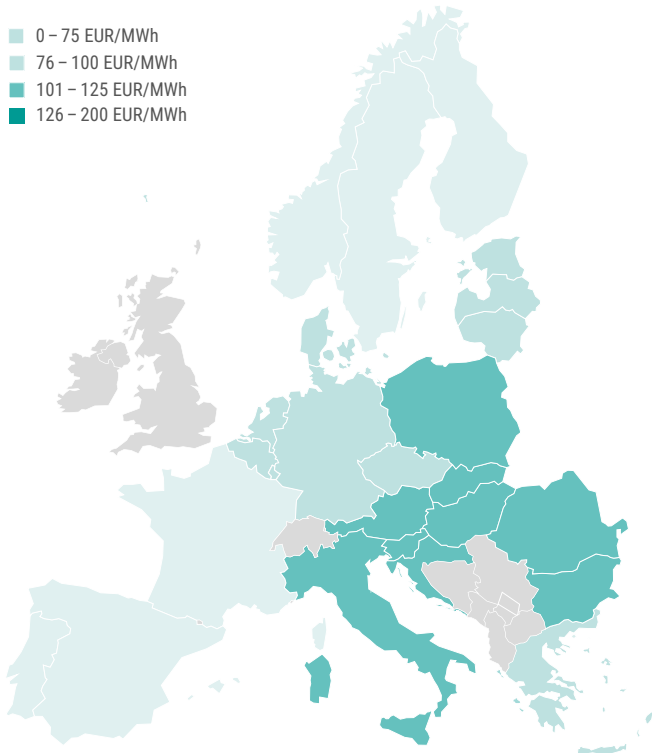 0 – 75 EUR/MWh
76 – 100 EUR/MWh
101 – 125 EUR/MWh
126 – 200 EUR/MWh